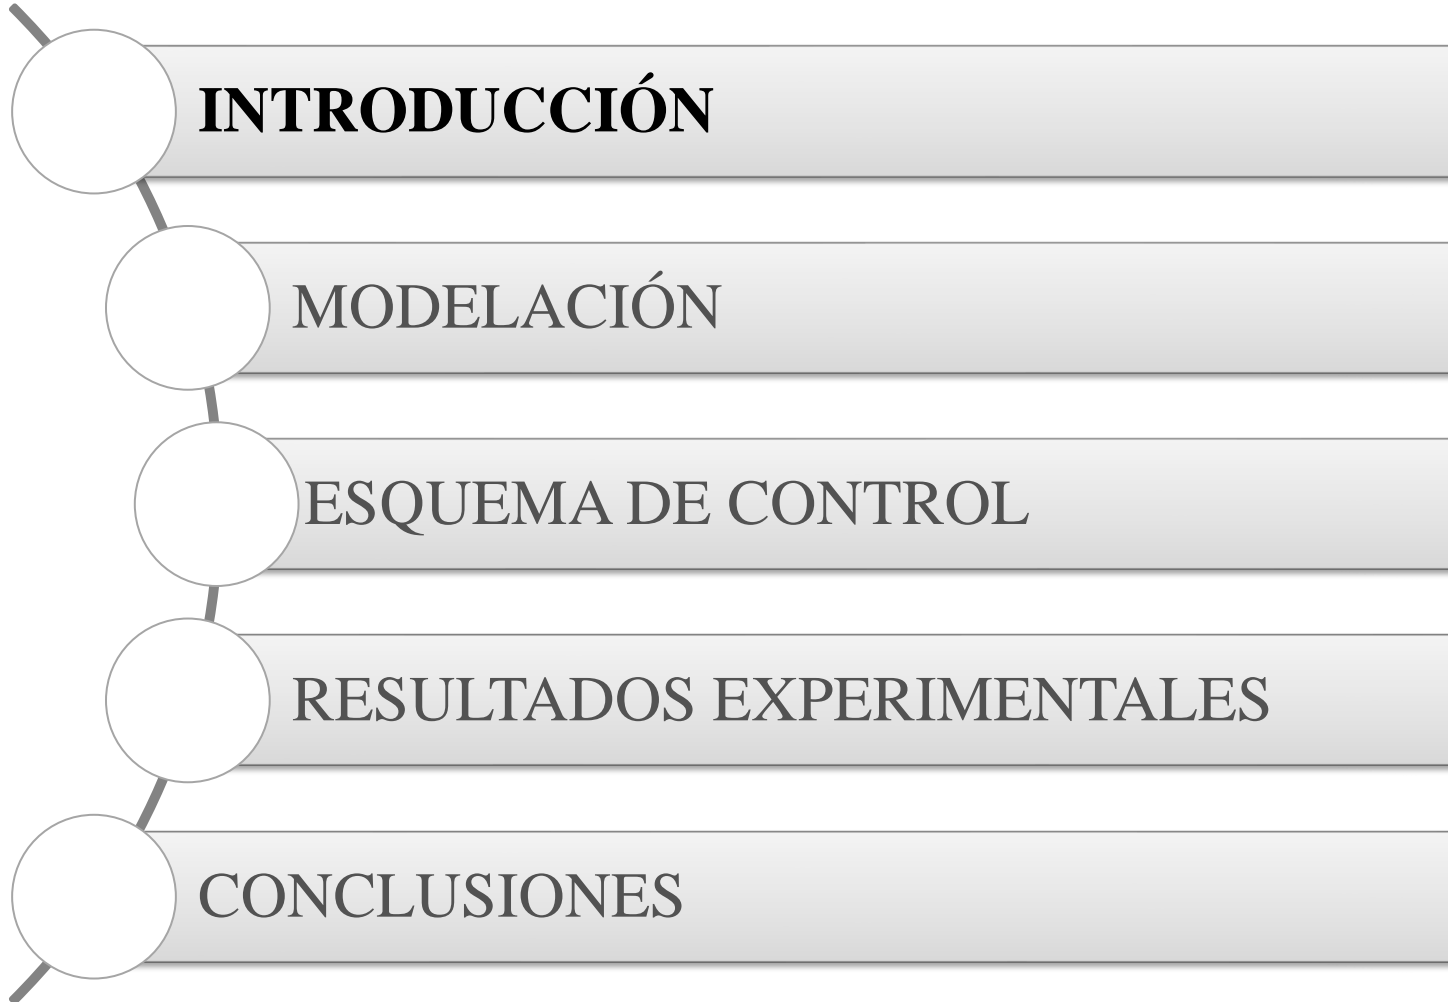 INTRODUCCIÓN
MODELACIÓN
ESQUEMA DE CONTROL
RESULTADOS EXPERIMENTALES
CONCLUSIONES